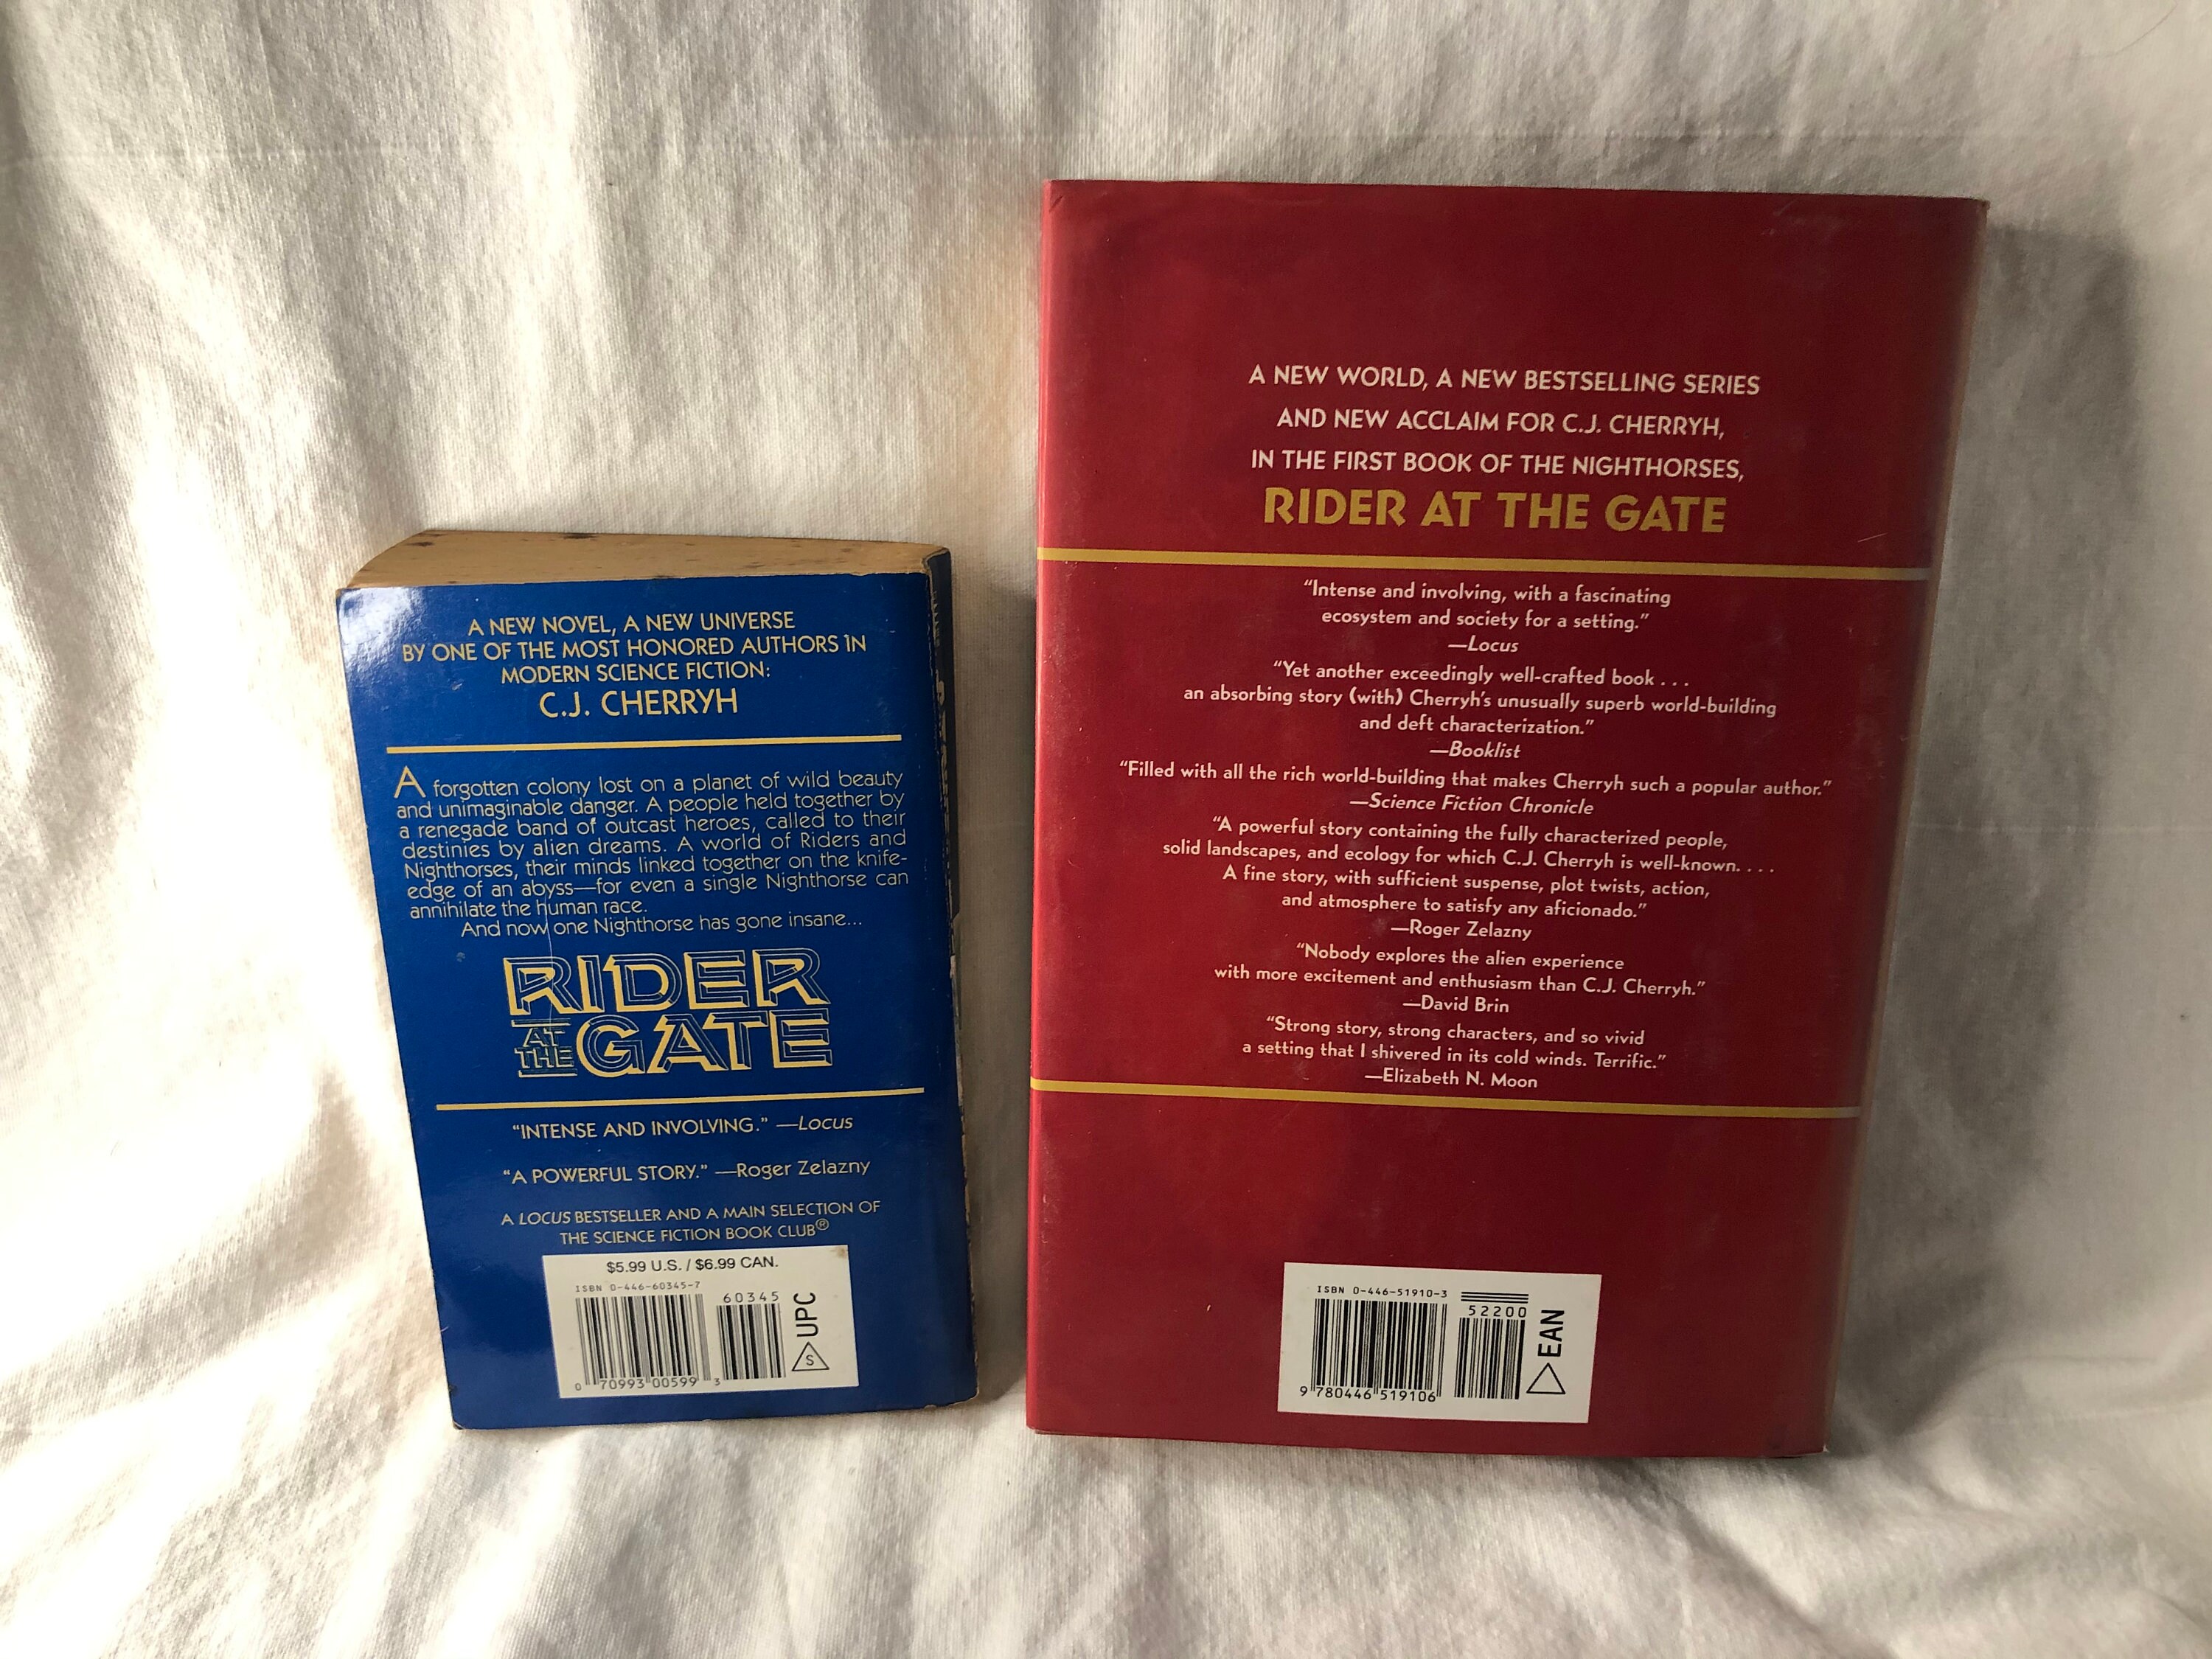 A NEW NOVEL, A NEW UNIVERSE
BY ONE OF THE MOST HONORED AUTHORS IN
MODERN SCIENCE FICTION:
C.J. CHERRYH
A forgotten colony lost on a planet of wild beauty
and unimaginable danger. A people held together by
a renegade band of outcast heroes, called to their
destinies by alien dreams. A world of Riders and
Nighthorses, their minds linked together on the knife-
edge of an abyss—for even a single Nighthorse can
annihilate the human race.
And now one Nighthorse has gone insane...
RIDER
AT
THE GATE
"INTENSE AND INVOLVING." —Locus
"A POWERFUL STORY." —Roger Zelazny
A LOCUS BESTSELLER AND A MAIN SELECTION OF
THE SCIENCE FICTION BOOK CLUB®
$5.99 U.S. / $6.99 CAN.
ISBN 0-446-60345-7
60345
UPC
S
0 70993 00599 3
A NEW WORLD, A NEW BESTSELLING SERIES
AND NEW ACCLAIM FOR C.J. CHERRYH,
IN THE FIRST BOOK OF THE NIGHTHORSES,
RIDER AT THE GATE
"Intense and involving, with a fascinating
ecosystem and society for a setting."
—Locus
"Yet another exceedingly well-crafted book . . .
an absorbing story (with) Cherryh's unusually superb world-building
and deft characterization."
—Booklist
"Filled with all the rich world-building that makes Cherryh such a popular author."
—Science Fiction Chronicle
"A powerful story containing the fully characterized people,
solid landscapes, and ecology for which C.J. Cherryh is well-known. . . .
A fine story, with sufficient suspense, plot twists, action,
and atmosphere to satisfy any aficionado."
—Roger Zelazny
"Nobody explores the alien experience
with more excitement and enthusiasm than C.J. Cherryh."
—David Brin
"Strong story, strong characters, and so vivid
a setting that I shivered in its cold winds. Terrific."
—Elizabeth N. Moon
ISBN 0-446-51910-3
52200
EAN
9 780446 519106